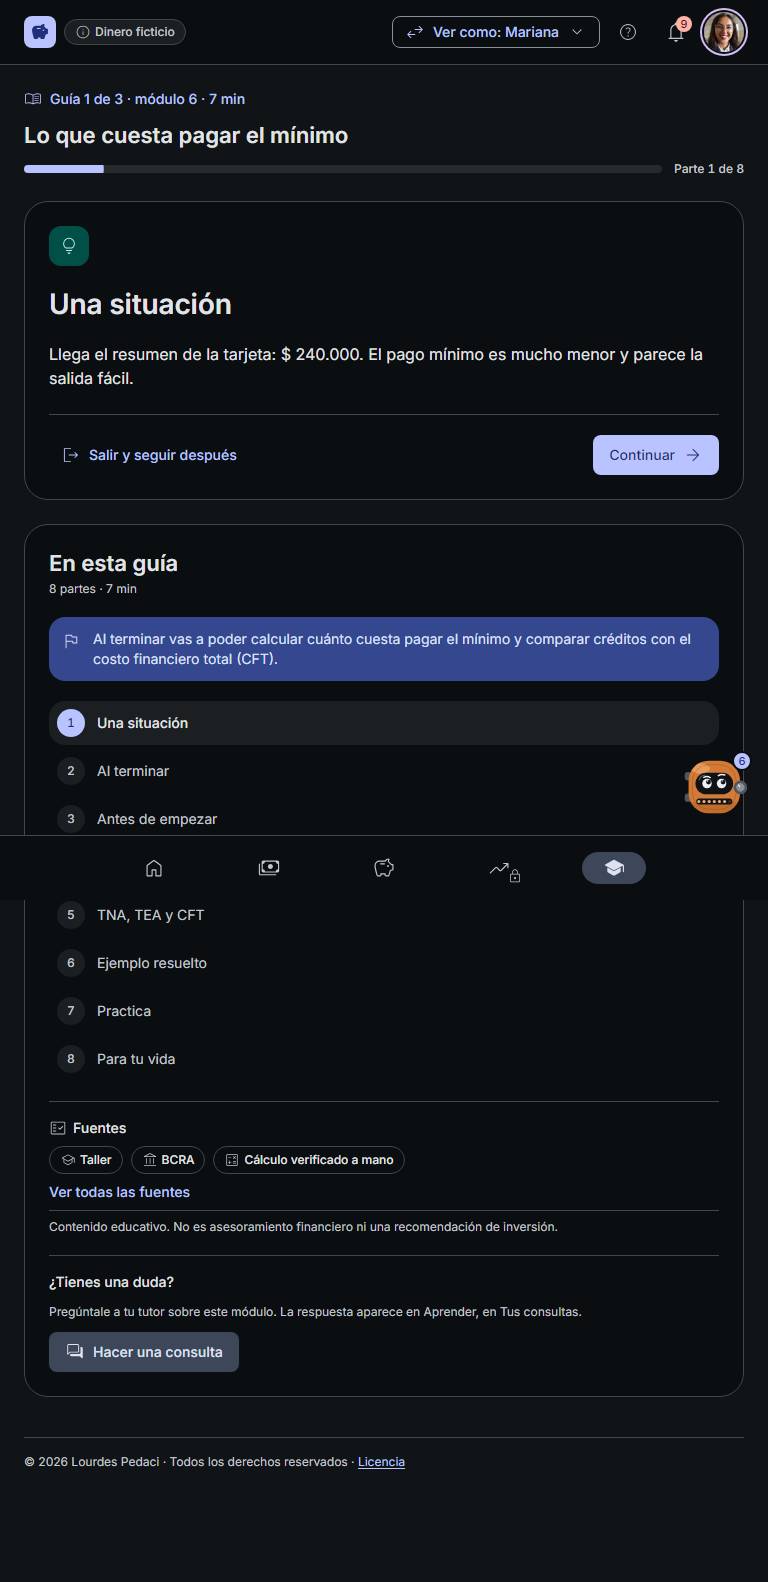 Dinero ficticio
Ver como: Mariana
9
Guía 1 de 3 · módulo 6 · 7 min
Lo que cuesta pagar el mínimo
Parte 1 de 8
Una situación
Llega el resumen de la tarjeta: $ 240.000. El pago mínimo es mucho menor y parece la
salida fácil.
Salir y seguir después
Continuar
En esta guía
8 partes · 7 min
Al terminar vas a poder calcular cuánto cuesta pagar el mínimo y comparar créditos con el
costo financiero total (CFT).
1 Una situación
2 Al terminar
6
3 Antes de empezar
5 TNA, TEA y CFT
6 Ejemplo resuelto
7 Practica
8 Para tu vida
Fuentes
Taller
BCRA
Cálculo verificado a mano
Ver todas las fuentes
Contenido educativo. No es asesoramiento financiero ni una recomendación de inversión.
¿Tienes una duda?
Pregúntale a tu tutor sobre este módulo. La respuesta aparece en Aprender, en Tus consultas.
Hacer una consulta
© 2026 Lourdes Pedaci · Todos los derechos reservados · Licencia